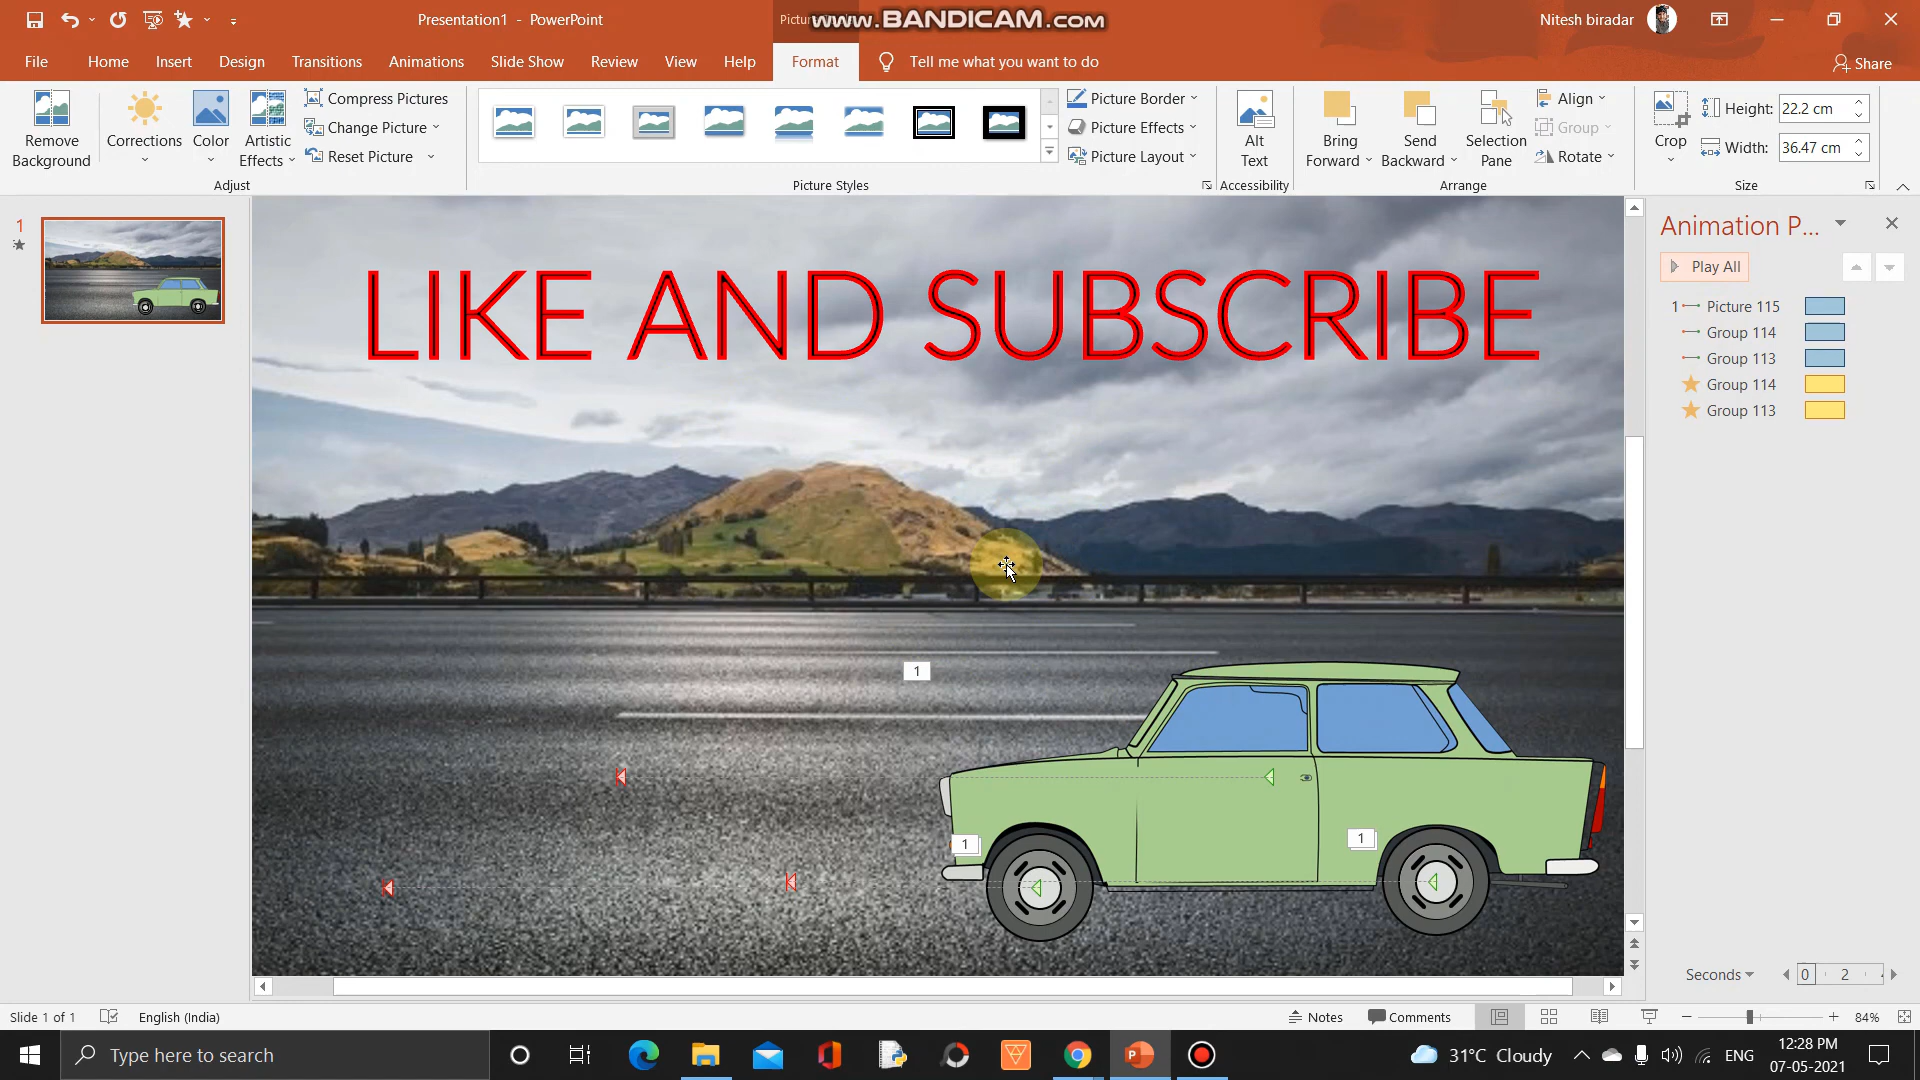 Presentation1 - PowerPoint
Pictu
www.BANDICAM.com
Nitesh biradar
File
Home
Insert
Design
Transitions
Animations
Slide Show
Review
View
Help
Format
Tell me what you want to do
Share
Remove
Background
Corrections
Color
Artistic
Effects
Compress Pictures
Change Picture
Reset Picture
Adjust
Picture Styles
Picture Border
Picture Effects
Picture Layout
Alt
Text
Accessibility
Bring
Forward
Send
Backward
Selection
Pane
Align
Group
Rotate
Arrange
Crop
Height: 22.2 cm
Width: 36.47 cm
Size
1
LIKE AND SUBSCRIBE
1
1
1
Animation P...
Play All
1 Picture 115
Group 114
Group 113
Group 114
Group 113
Seconds
0
2
Slide 1 of 1
English (India)
Notes
Comments
84%
Type here to search
31°C Cloudy
ENG
12:28 PM
07-05-2021